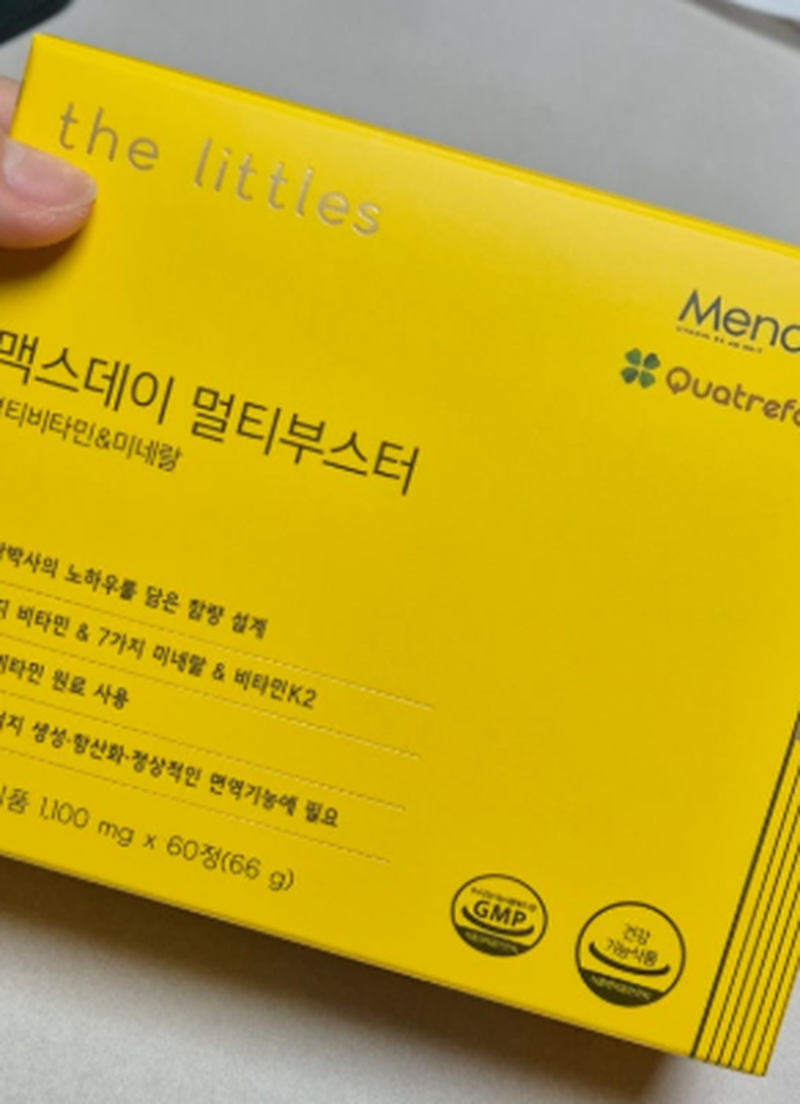 the littles
Mena
Quatrefo
맥스데이 멀티부스터
멀티비타민&미네랄
박사의 노하우를 담은 함량 설계
비타민 & 7가지 미네랄 & 비타민K2
비타민 원료 사용
생성·항산화·정상적인 면역기능에 필요
식품 1,100 mg x 60정(66 g)
GMP
건강
기능식품